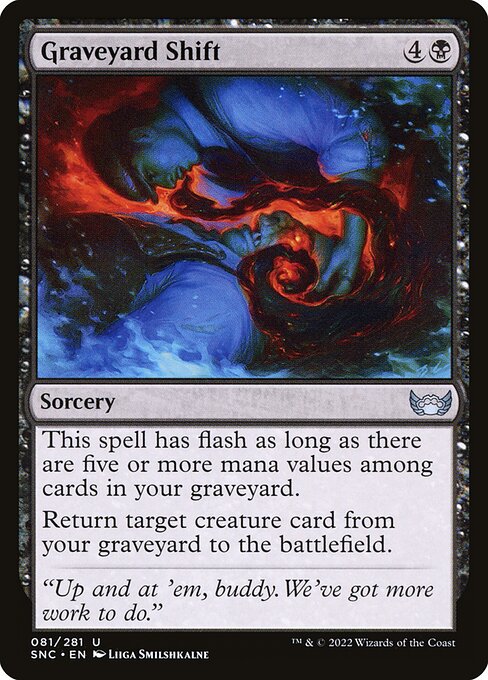 Graveyard Shift 4
Sorcery
This spell has flash as long as there
are five or more mana values among
cards in your graveyard.
Return target creature card from
your graveyard to the battlefield.
“Up and at ’em, buddy. We’ve got more
work to do.”
081/281 U
™ & © 2022 Wizards of the Coast
SNC • EN Liiga Smilshkalne